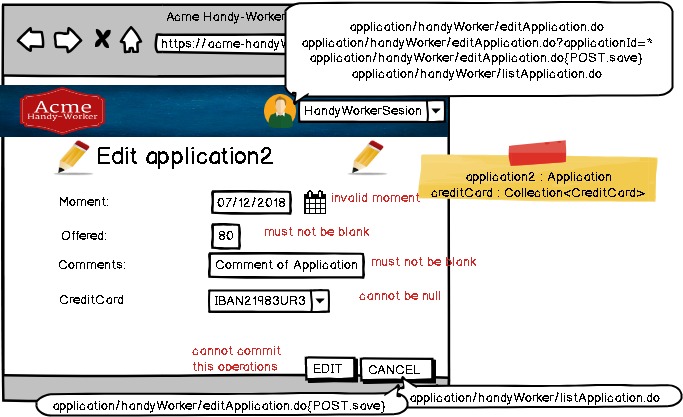 Acme Handy-Worker
https://acme-handyW
application/handyWorker/editApplication.do
application/handyWorker/editApplication.do?applicationId=*
application/handyWorker/editApplication.do{POST.save}
application/handyWorker/listApplication.do
Acme
Handy-Worker
HandyWorkerSesion
Edit application2
application2 : Application
creditCard : Collection<CreditCard>
Moment:
07/12/2018
invalid moment
Offered:
80
must not be blank
Comments:
Comment of Application
must not be blank
CreditCard
IBAN21983UR3
cannot be null
cannot commit
this operations
EDIT
CANCEL
application/handyWorker/editApplication.do{POST.save}
application/handyWorker/listApplication.do